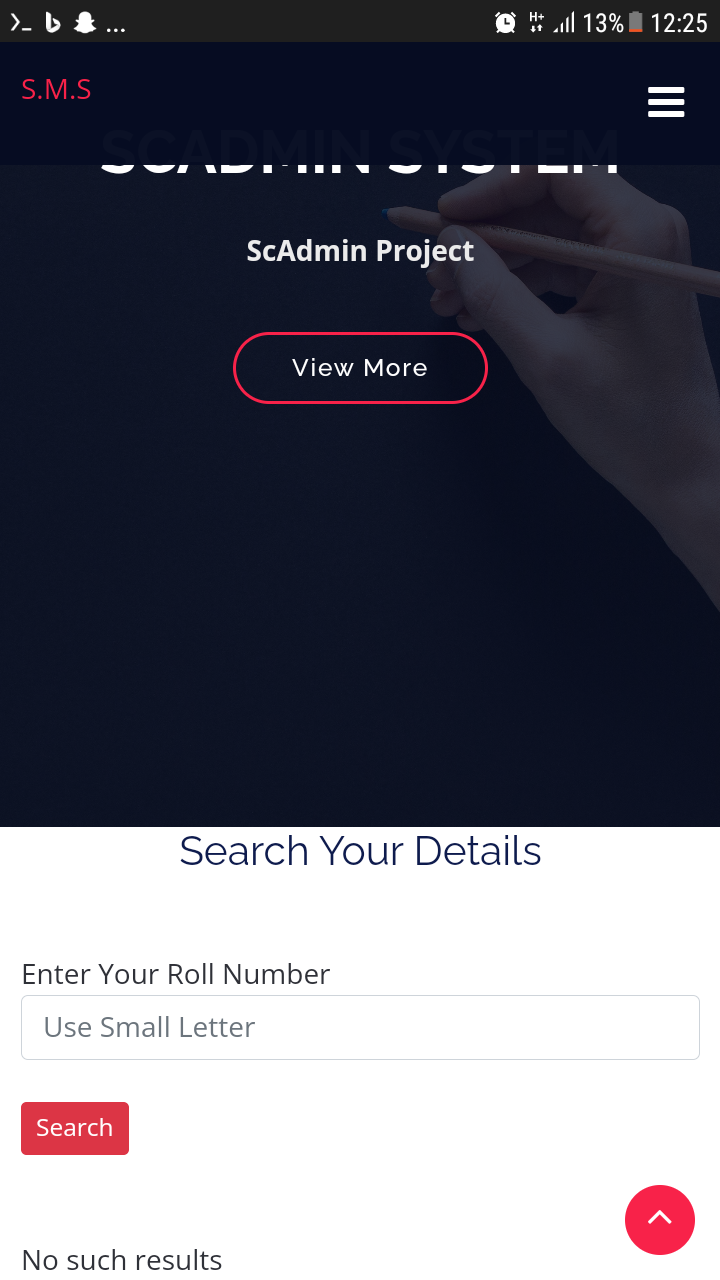 13% 12:25
S.M.S
SCADMIN SYSTEM
ScAdmin Project
View More
Search Your Details
Enter Your Roll Number
Use Small Letter
Search
No such results